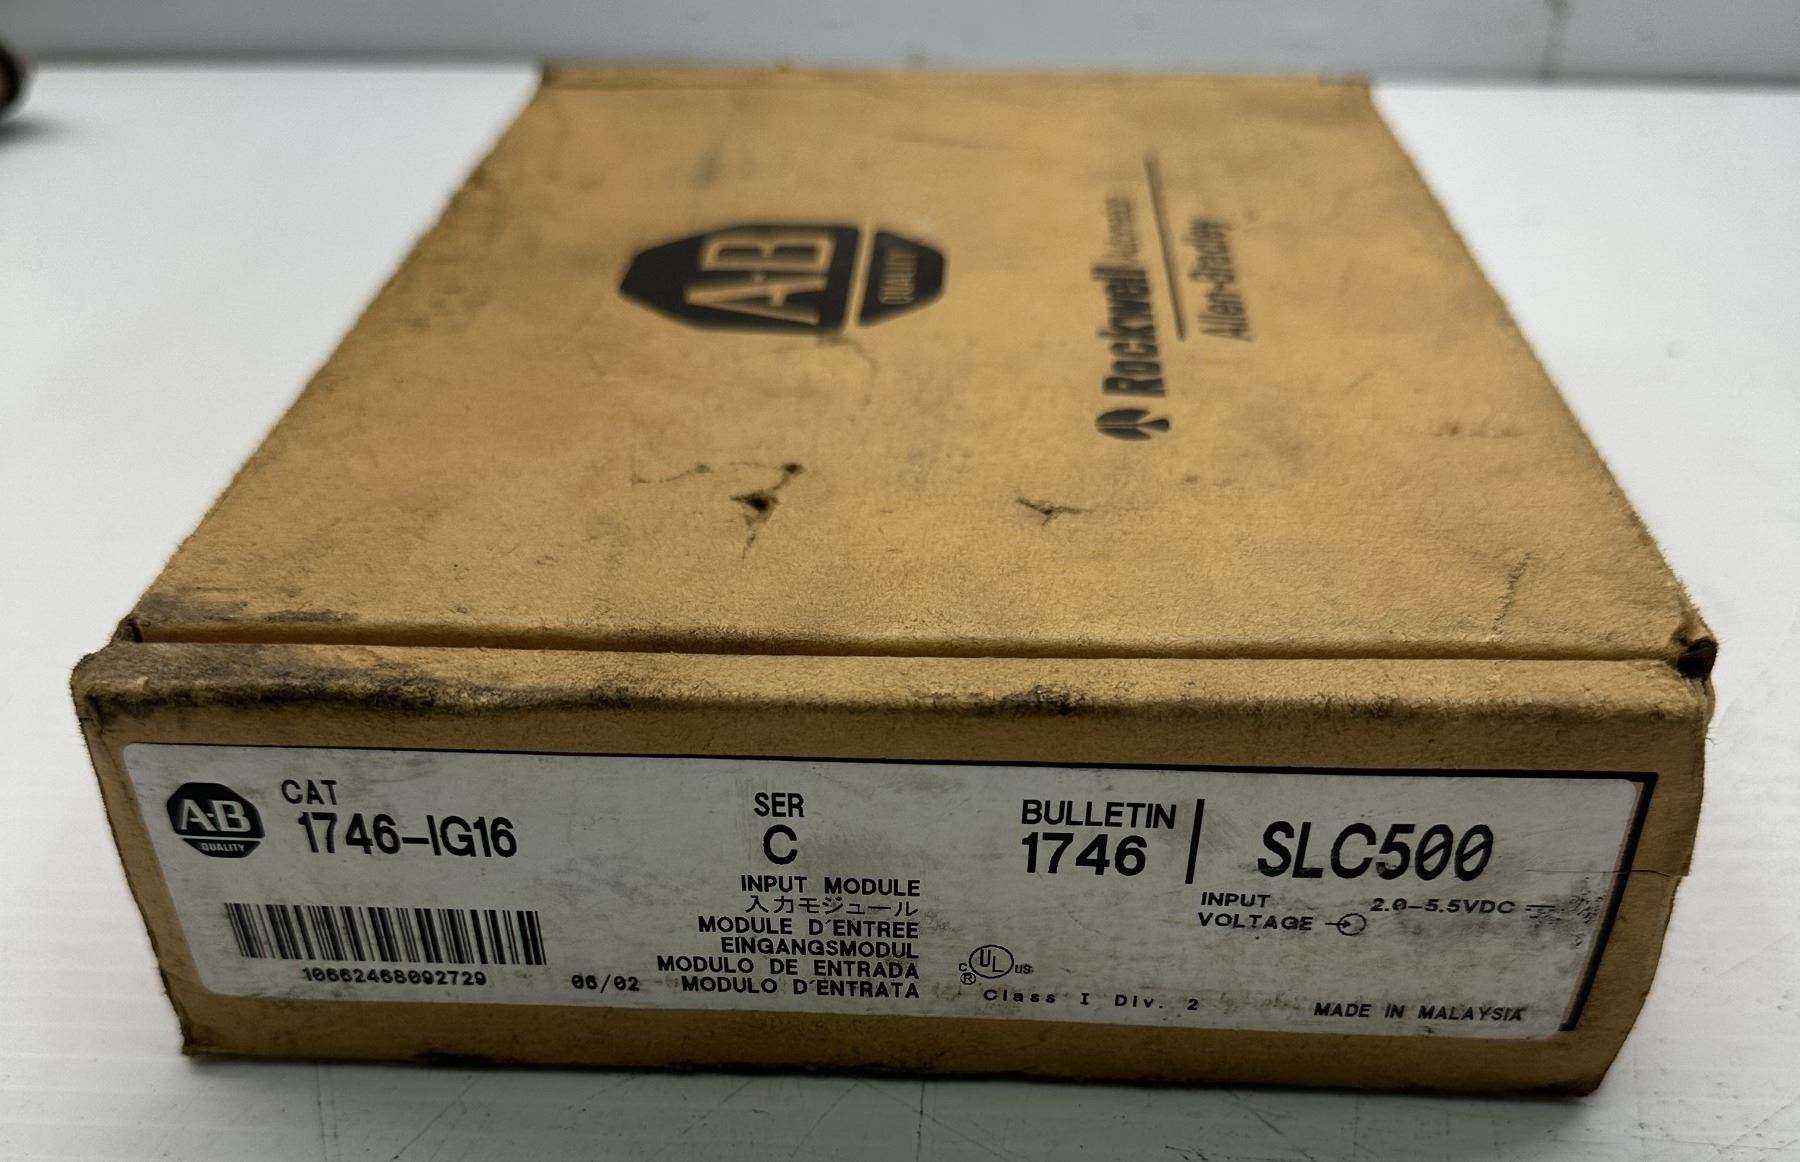 A-B
QUALITY
Rockwell Automation
Allen-Bradley
A-B
QUALITY
CAT
1746-IG16
SER
C
BULLETIN
1746
SLC500
INPUT MODULE
入力モジュール
MODULE D'ENTREE
EINGANGSMODUL
MODULO DE ENTRADA
MODULO D'ENTRATA
INPUT
VOLTAGE
2.0-5.5VDC
10662468092729
06/02
C UL US
®
Class I Div. 2
MADE IN MALAYSIA